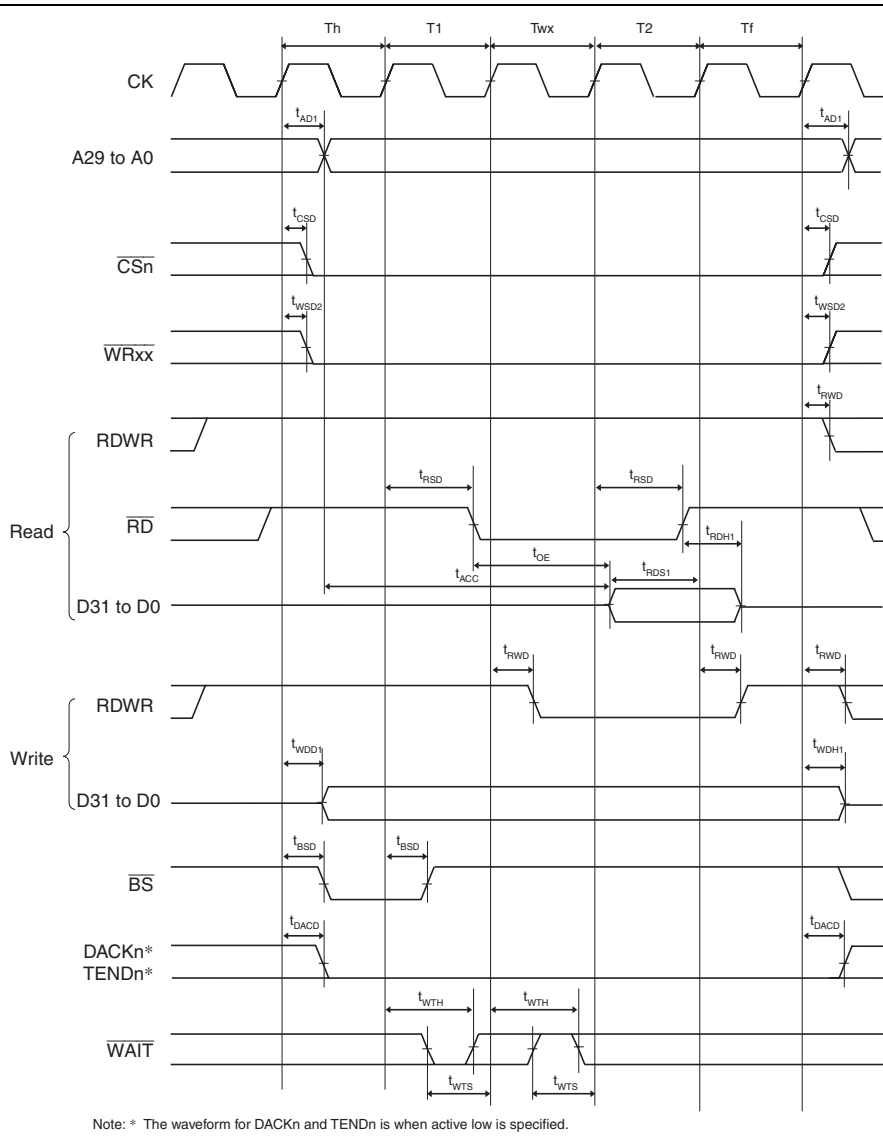 Th T1 Twx T2 Tf
CK
tAD1 tAD1
A29 to A0
tCSD tCSD
CSn
tWSD2 tWSD2
WRxx
tRWD
RDWR
tRSD tRSD
Read
RD
tRDH1
tOE
tACC tRDS1
D31 to D0
tRWD tRWD tRWD
RDWR
Write
tWDD1 tWDH1
D31 to D0
tBSD tBSD
BS
tDACD tDACD
DACKn*
TENDn*
tWTH tWTH
WAIT
tWTS tWTS
Note: * The waveform for DACKn and TENDn is when active low is specified.